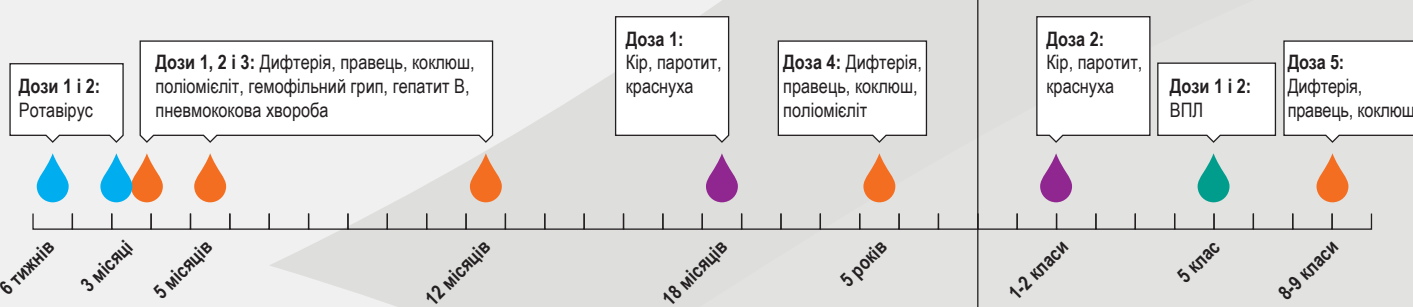 Дози 1 і 2:
Ротавірус
Дози 1, 2 і 3: Дифтерія, правець, коклюш,
поліомієліт, гемофільний грип, гепатит В,
пневмококова хвороба
Доза 1:
Кір, паротит,
краснуха
Доза 4: Дифтерія,
правець, коклюш,
поліомієліт
Доза 2:
Кір, паротит,
краснуха
Дози 1 і 2:
ВПЛ
Доза 5:
Дифтерія,
правець, коклюш
6 тижнів
3 місяці
5 місяців
12 місяців
18 місяців
5 років
1-2 класи
5 клас
8-9 класи